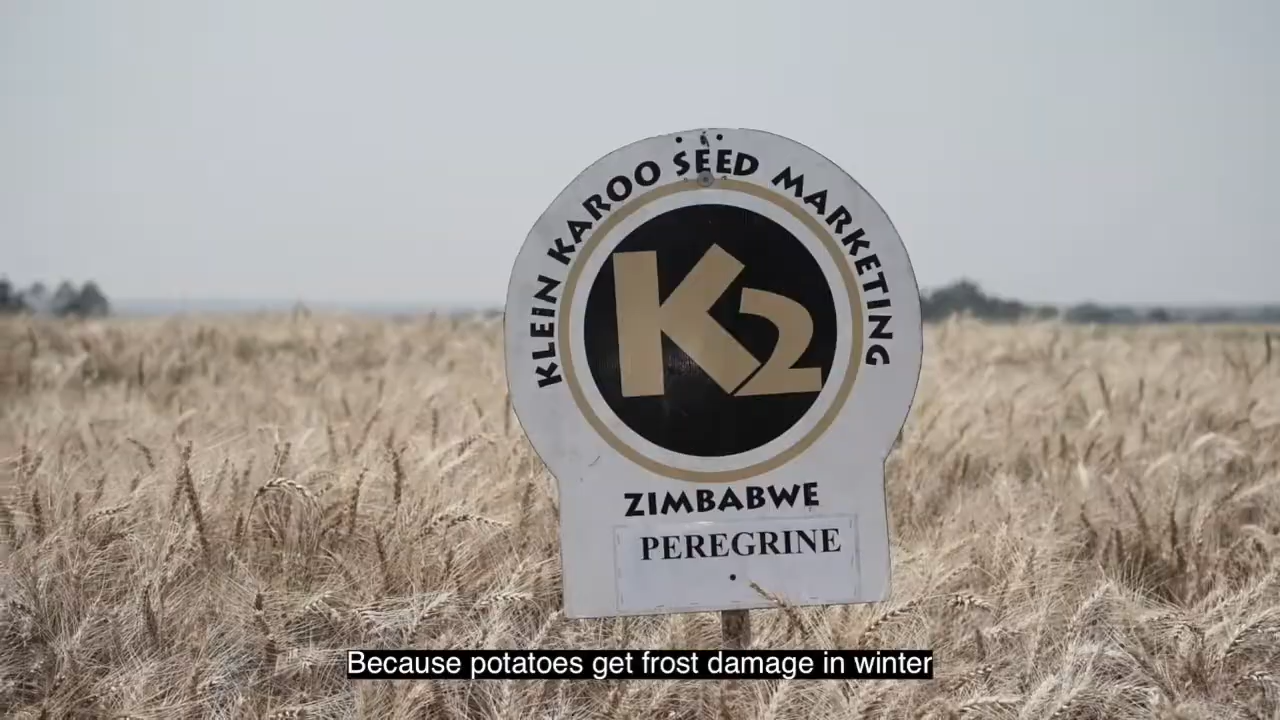 KLEIN KAROO SEED MARKETING
K2
ZIMBABWE
PEREGRINE
Because potatoes get frost damage in winter